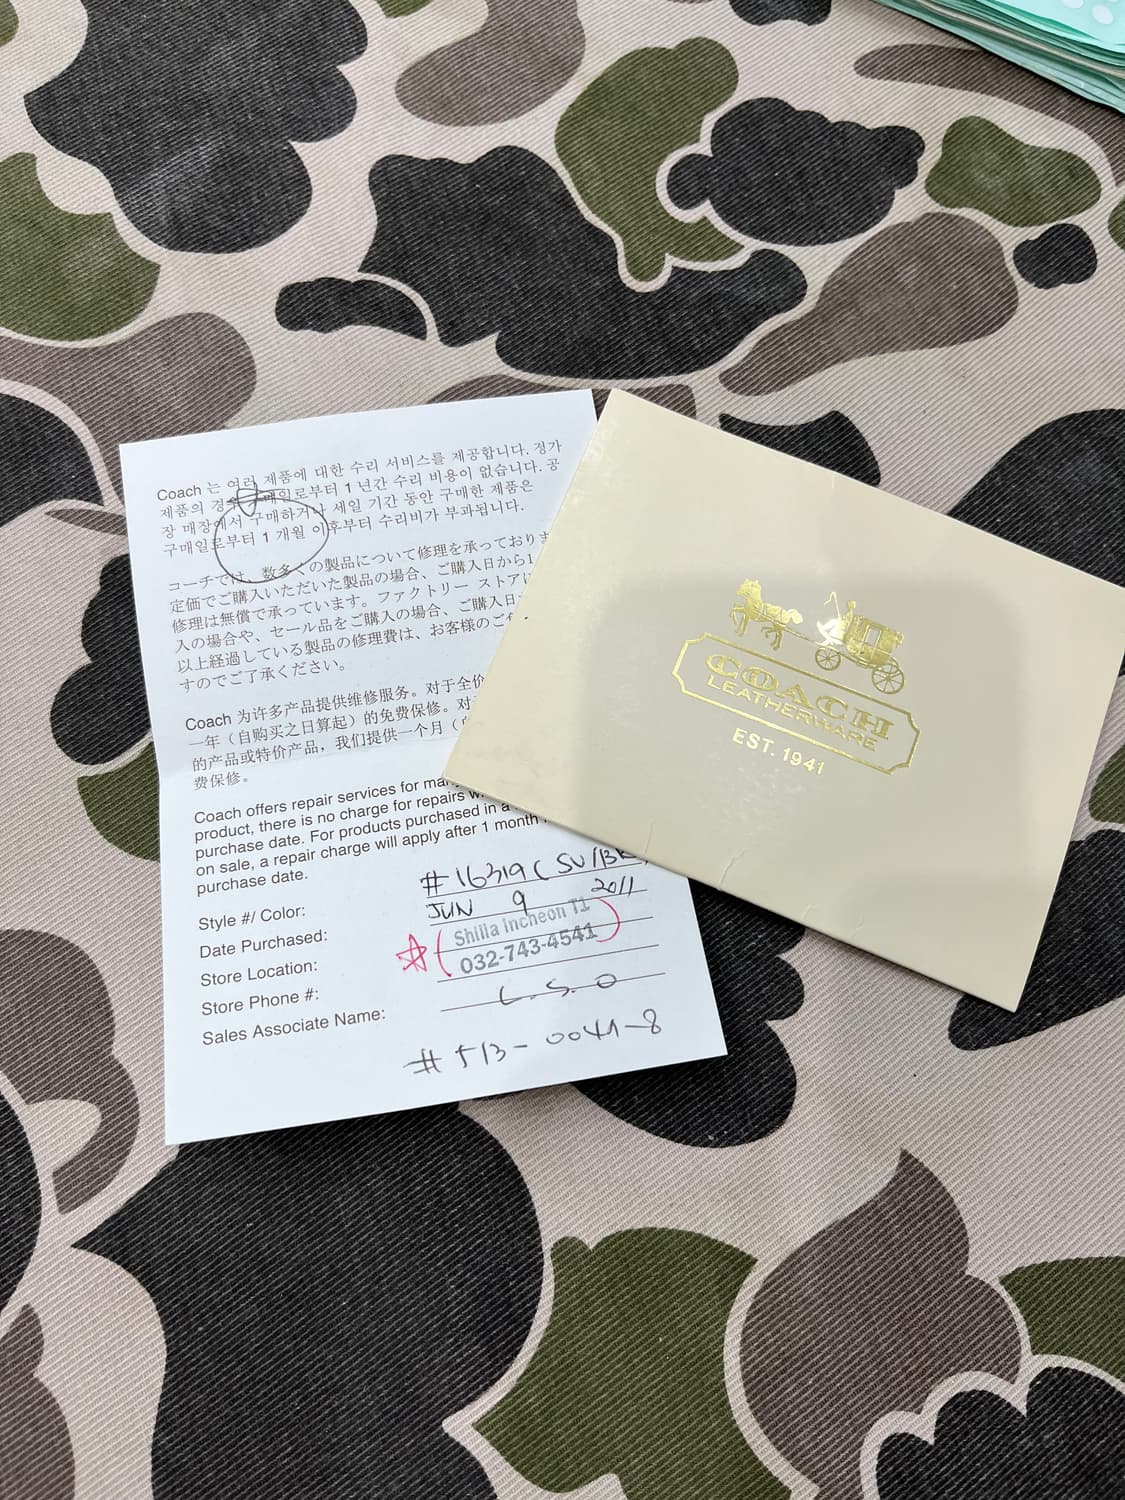 Coach 는 여러 제품에 대한 수리 서비스를 제공합니다. 정가
제품의 경우 구매일로부터 1 년간 수리 비용이 없습니다. 공
장 매장에서 구매하거나 세일 기간 동안 구매한 제품은
구매일로부터 1 개월 이후부터 수리비가 부과됩니다.
コーチでは、数多くの製品について修理を承っておりま
定価でご購入いただいた製品の場合、ご購入日から1
修理は無償で承っています。ファクトリー ストアに
入の場合や、セール品をご購入の場合、ご購入日
以上経過している製品の修理費は、お客様のご
すのでご了承ください。
Coach 为许多产品提供维修服务。对于全价
一年（自购买之日算起）的免费保修。对
的产品或特价产品，我们提供一个月（
费保修。
Coach offers repair services for
product, there is no charge for repairs
purchase date. For products purchased in a
on sale, a repair charge will apply after 1 month
purchase date.
Style #/ Color: #16319 (SV/BK
Date Purchased: JUN 9 2011
Store Location: Shilla Incheon T1
Store Phone #: 032-743-4541
Sales Associate Name: L.S.O
#513-0041-8
COACH
LEATHERWARE
EST. 1941